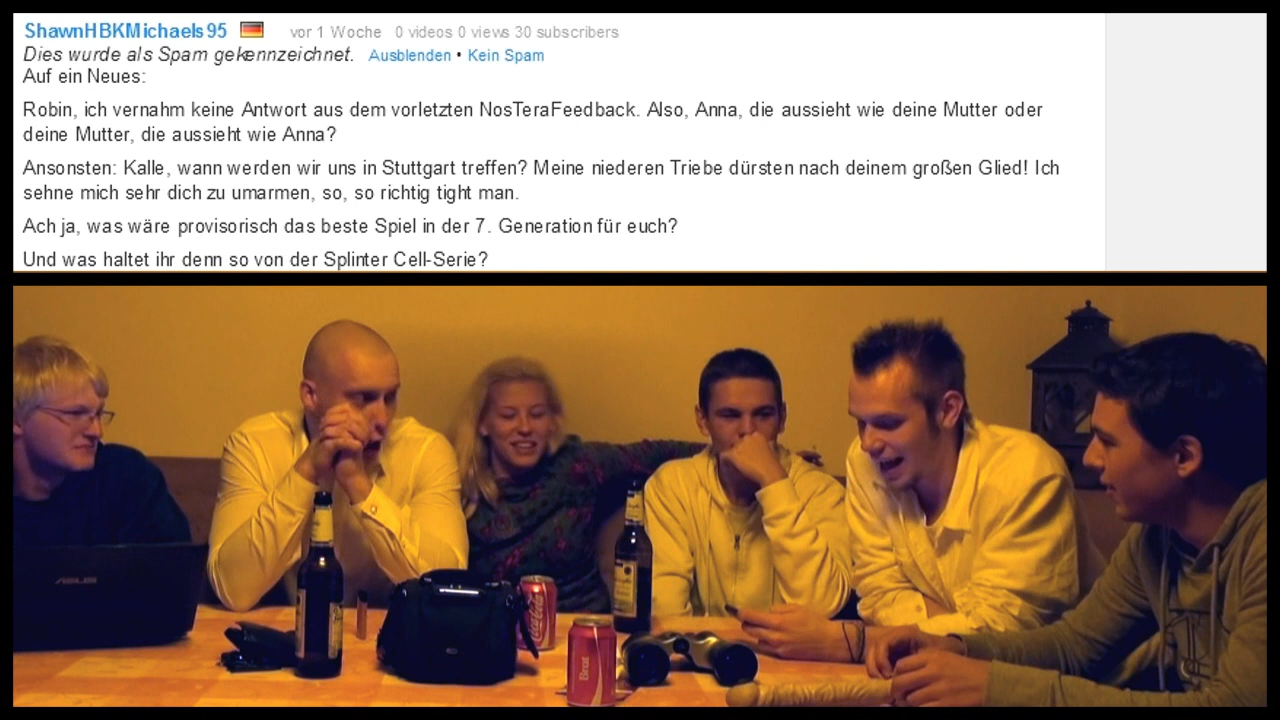 ShawnHBKMichaels95 vor 1 Woche 0 videos 0 views 30 subscribers
Dies wurde als Spam gekennzeichnet. Ausblenden • Kein Spam
Auf ein Neues:
Robin, ich vernahm keine Antwort aus dem vorletzten NosTeraFeedback. Also, Anna, die aussieht wie deine Mutter oder
deine Mutter, die aussieht wie Anna?
Ansonsten: Kalle, wann werden wir uns in Stuttgart treffen? Meine niederen Triebe dürsten nach deinem großen Glied! Ich
sehne mich sehr dich zu umarmen, so, so richtig tight man.
Ach ja, was wäre provisorisch das beste Spiel in der 7. Generation für euch?
Und was haltet ihr denn so von der Splinter Cell-Serie?
ASUS
Coca-Cola